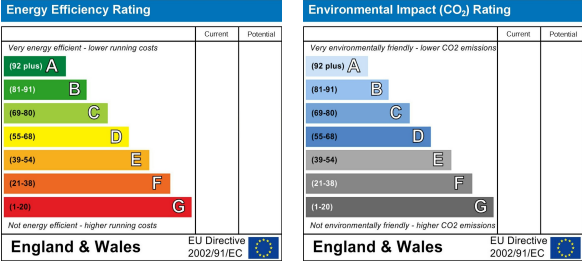 Energy Efficiency Rating
Current Potential
Very energy efficient - lower running costs
(92 plus) A
(81-91) B
(69-80) C
(55-68) D
(39-54) E
(21-38) F
(1-20) G
Not energy efficient - higher running costs
England & Wales
EU Directive
2002/91/EC
Environmental Impact (CO₂) Rating
Current Potential
Very environmentally friendly - lower CO2 emissions
(92 plus) A
(81-91) B
(69-80) C
(55-68) D
(39-54) E
(21-38) F
(1-20) G
Not environmentally friendly - higher CO2 emissions
England & Wales
EU Directive
2002/91/EC